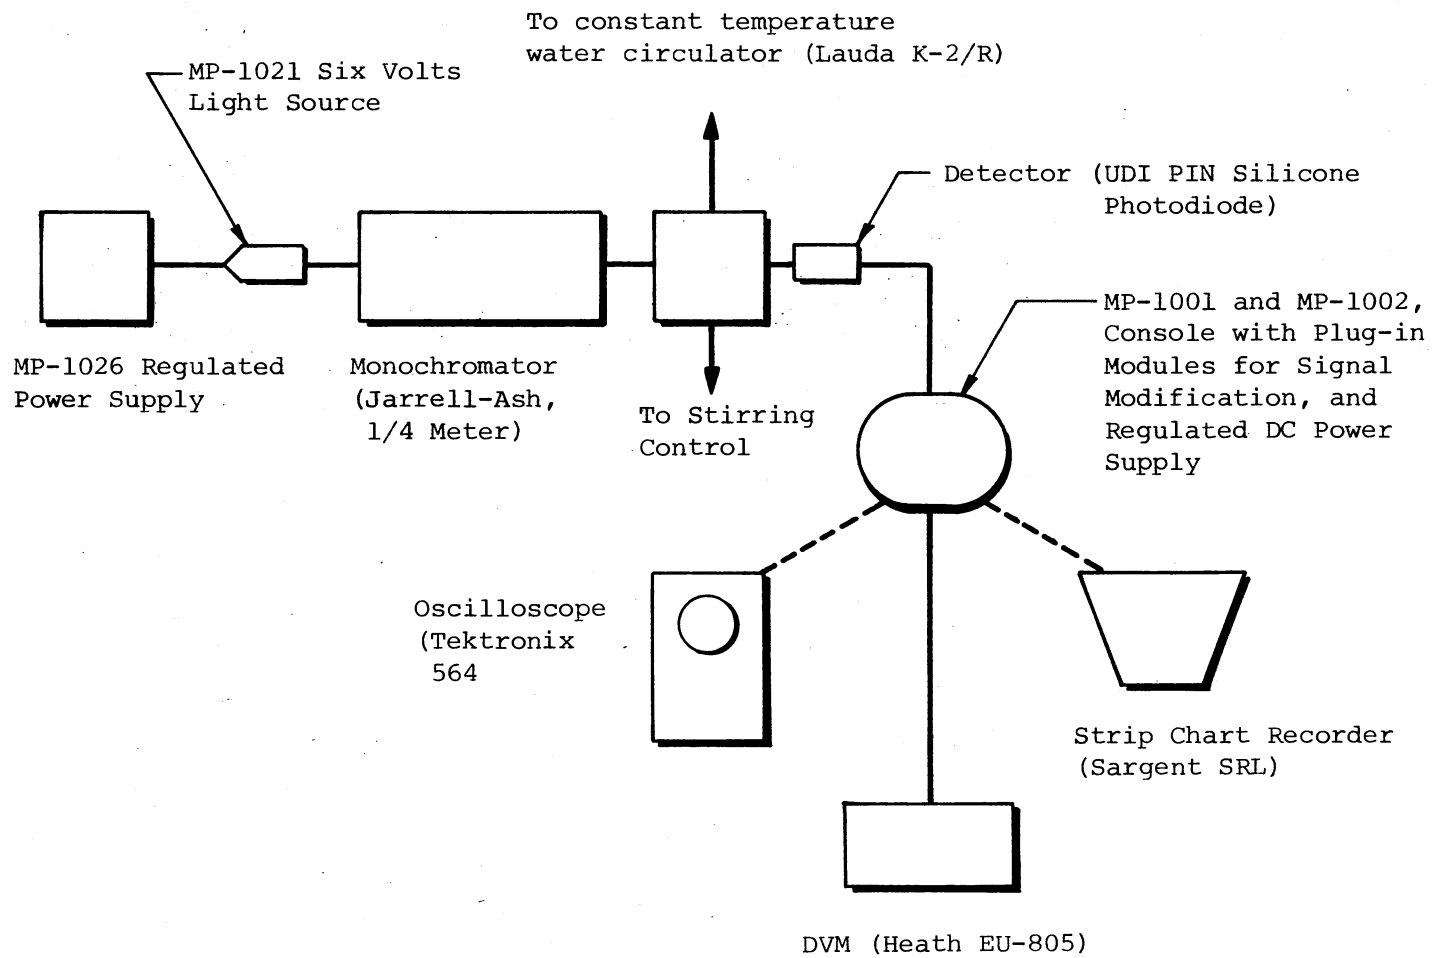 To constant temperature
water circulator (Lauda K-2/R)
MP-1021 Six Volts
Light Source
Detector (UDI PIN Silicone
Photodiode)
MP-1026 Regulated
Power Supply
Monochromator
(Jarrell-Ash,
1/4 Meter)
To Stirring
Control
MP-1001 and MP-1002,
Console with Plug-in
Modules for Signal
Modification, and
Regulated DC Power
Supply
Oscilloscope
(Tektronix
564
Strip Chart Recorder
(Sargent SRL)
DVM (Heath EU-805)